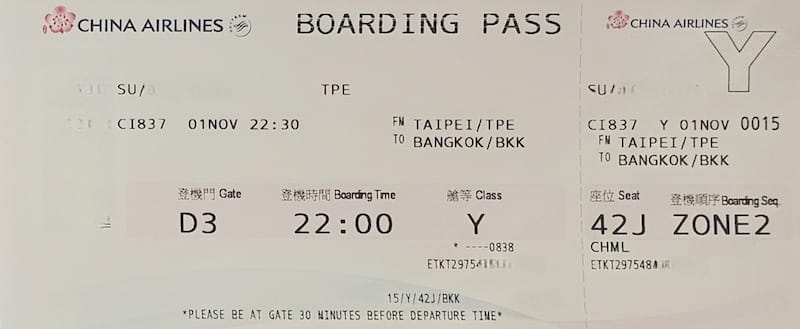 CHINA AIRLINES BOARDING PASS
SU/ TPE
CI837 01NOV 22:30
FM TAIPEI/TPE
TO BANGKOK/BKK
登機門 Gate 登機時間 Boarding Time 艙等 Class
D3 22:00 Y
* ----0838
15/Y/42J/BKK
*PLEASE BE AT GATE 30 MINUTES BEFORE DEPARTURE TIME*
CHINA AIRLINES
Y
SU/
CI837 Y 01NOV 0015
FM TAIPEI/TPE
TO BANGKOK/BKK
座位 Seat 登機順序 Boarding Seq.
42J ZONE2
CHML